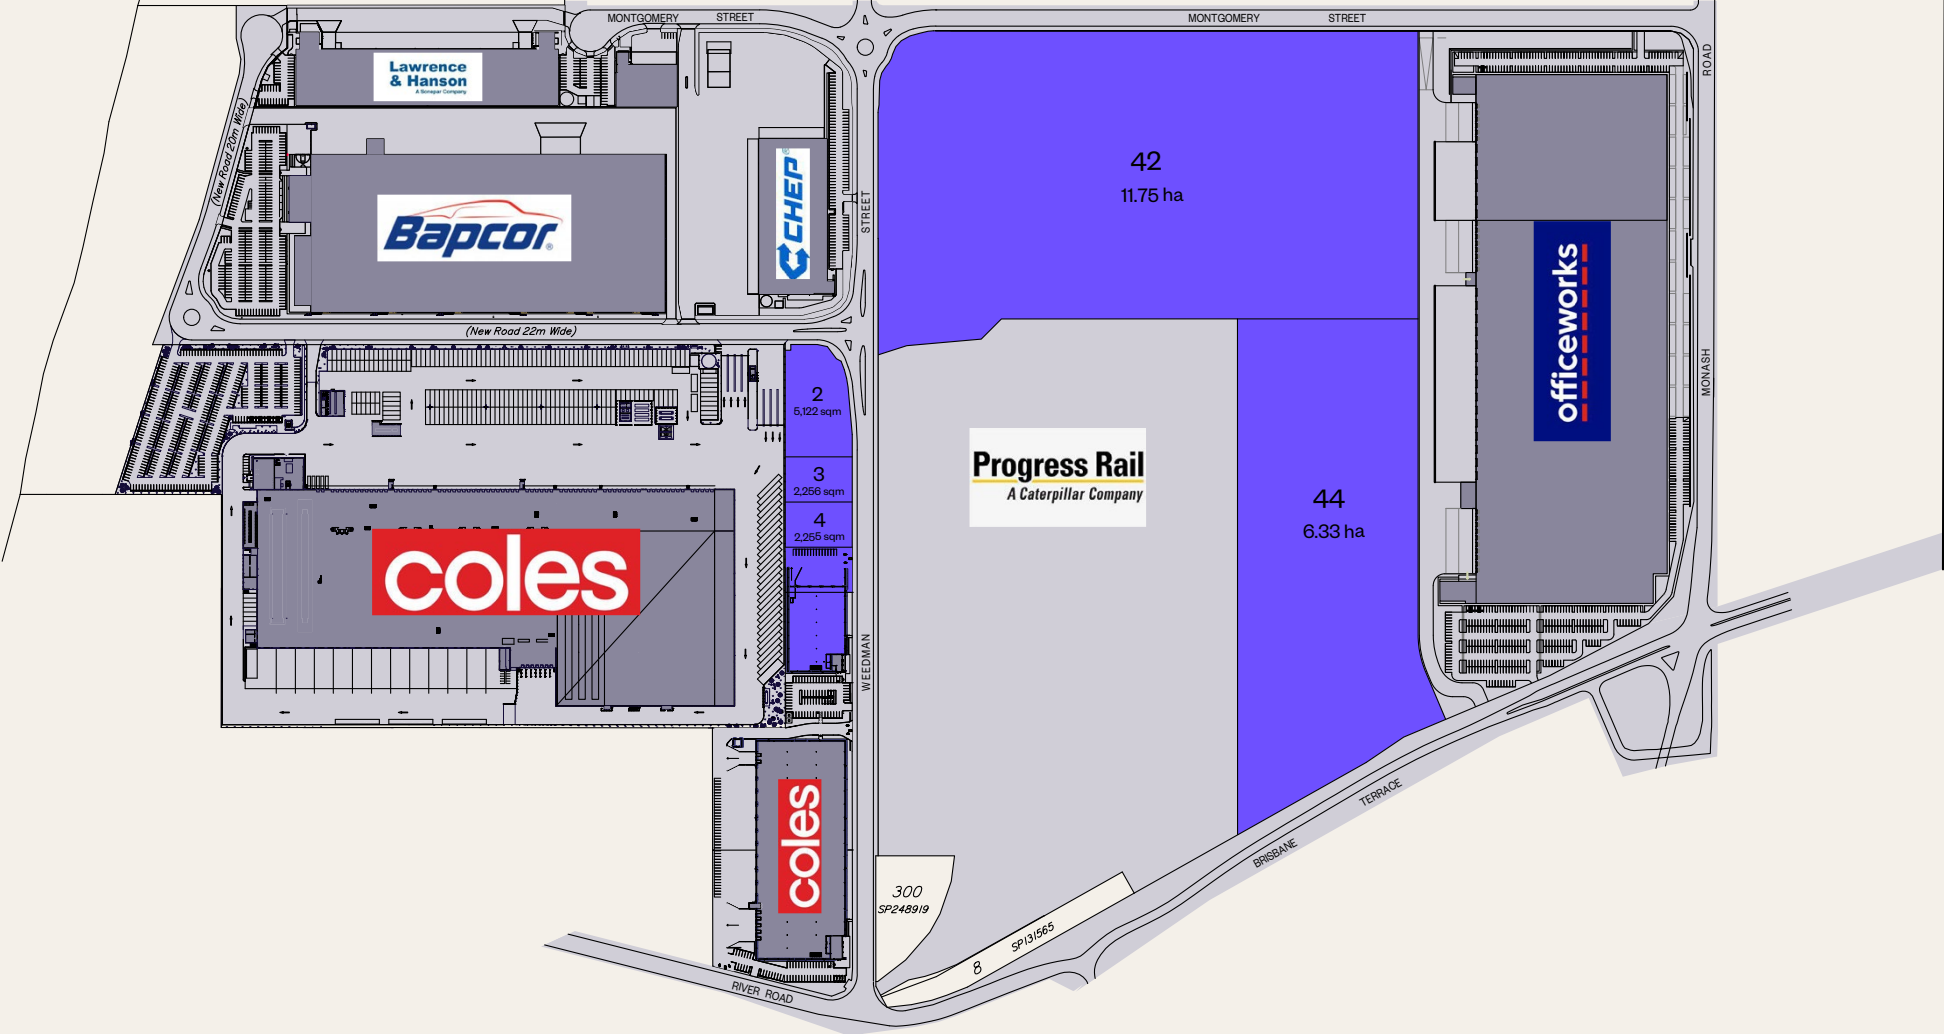 MONTGOMERY STREET
MONTGOMERY STREET
ROAD
Lawrence
& Hanson
A Sonepar Company
(New Road 20m Wide)
42
11.75 ha
CHEP
®
STREET
Bapcor®
officeworks
(New Road 22m Wide)
MONASH
2
5,122 sqm
3
2,256 sqm
4
2,255 sqm
Progress Rail
A Caterpillar Company
44
6.33 ha
coles
WEEDMAN
coles
TERRACE
BRISBANE
300
SP248919
SP131565
8
RIVER ROAD